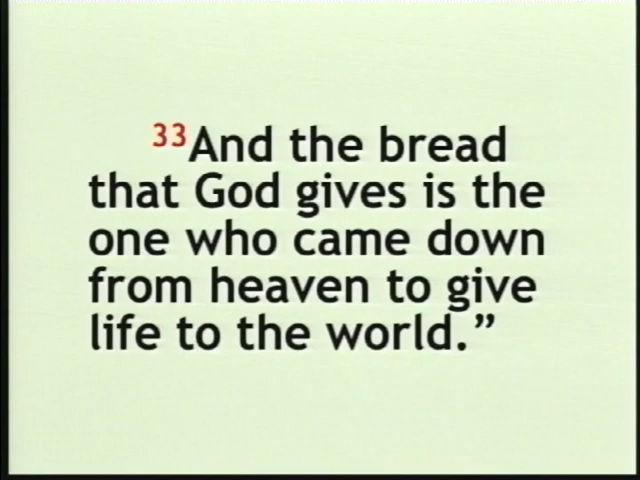 33And the bread
that God gives is the
one who came down
from heaven to give
life to the world.”